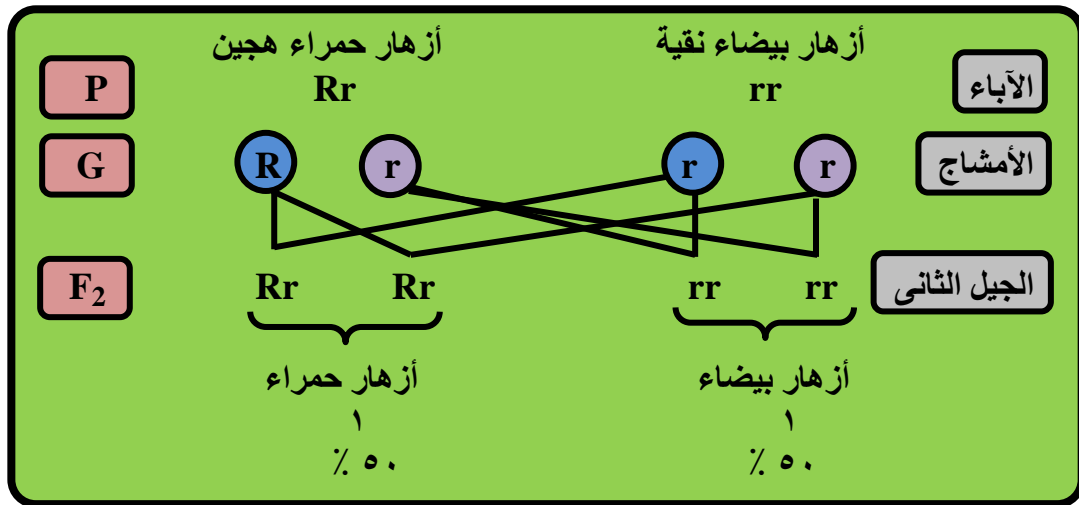 أزهار حمراء هجين أزهار بيضاء نقية
P Rr rr الآباء
G R r r r الأمشاج
F₂ Rr Rr rr rr الجيل الثانى
أزهار حمراء أزهار بيضاء
١ ١
٥٠ ٪ ٥٠ ٪